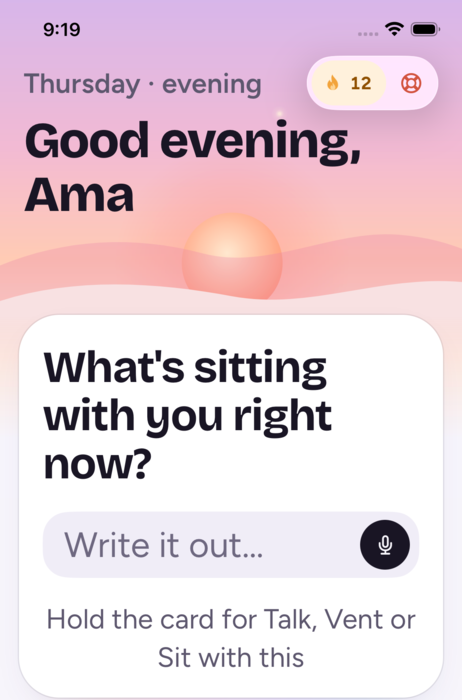 9:19
Thursday · evening
12
Good evening,
Ama
What's sitting
with you right
now?
Write it out...
Hold the card for Talk, Vent or
Sit with this